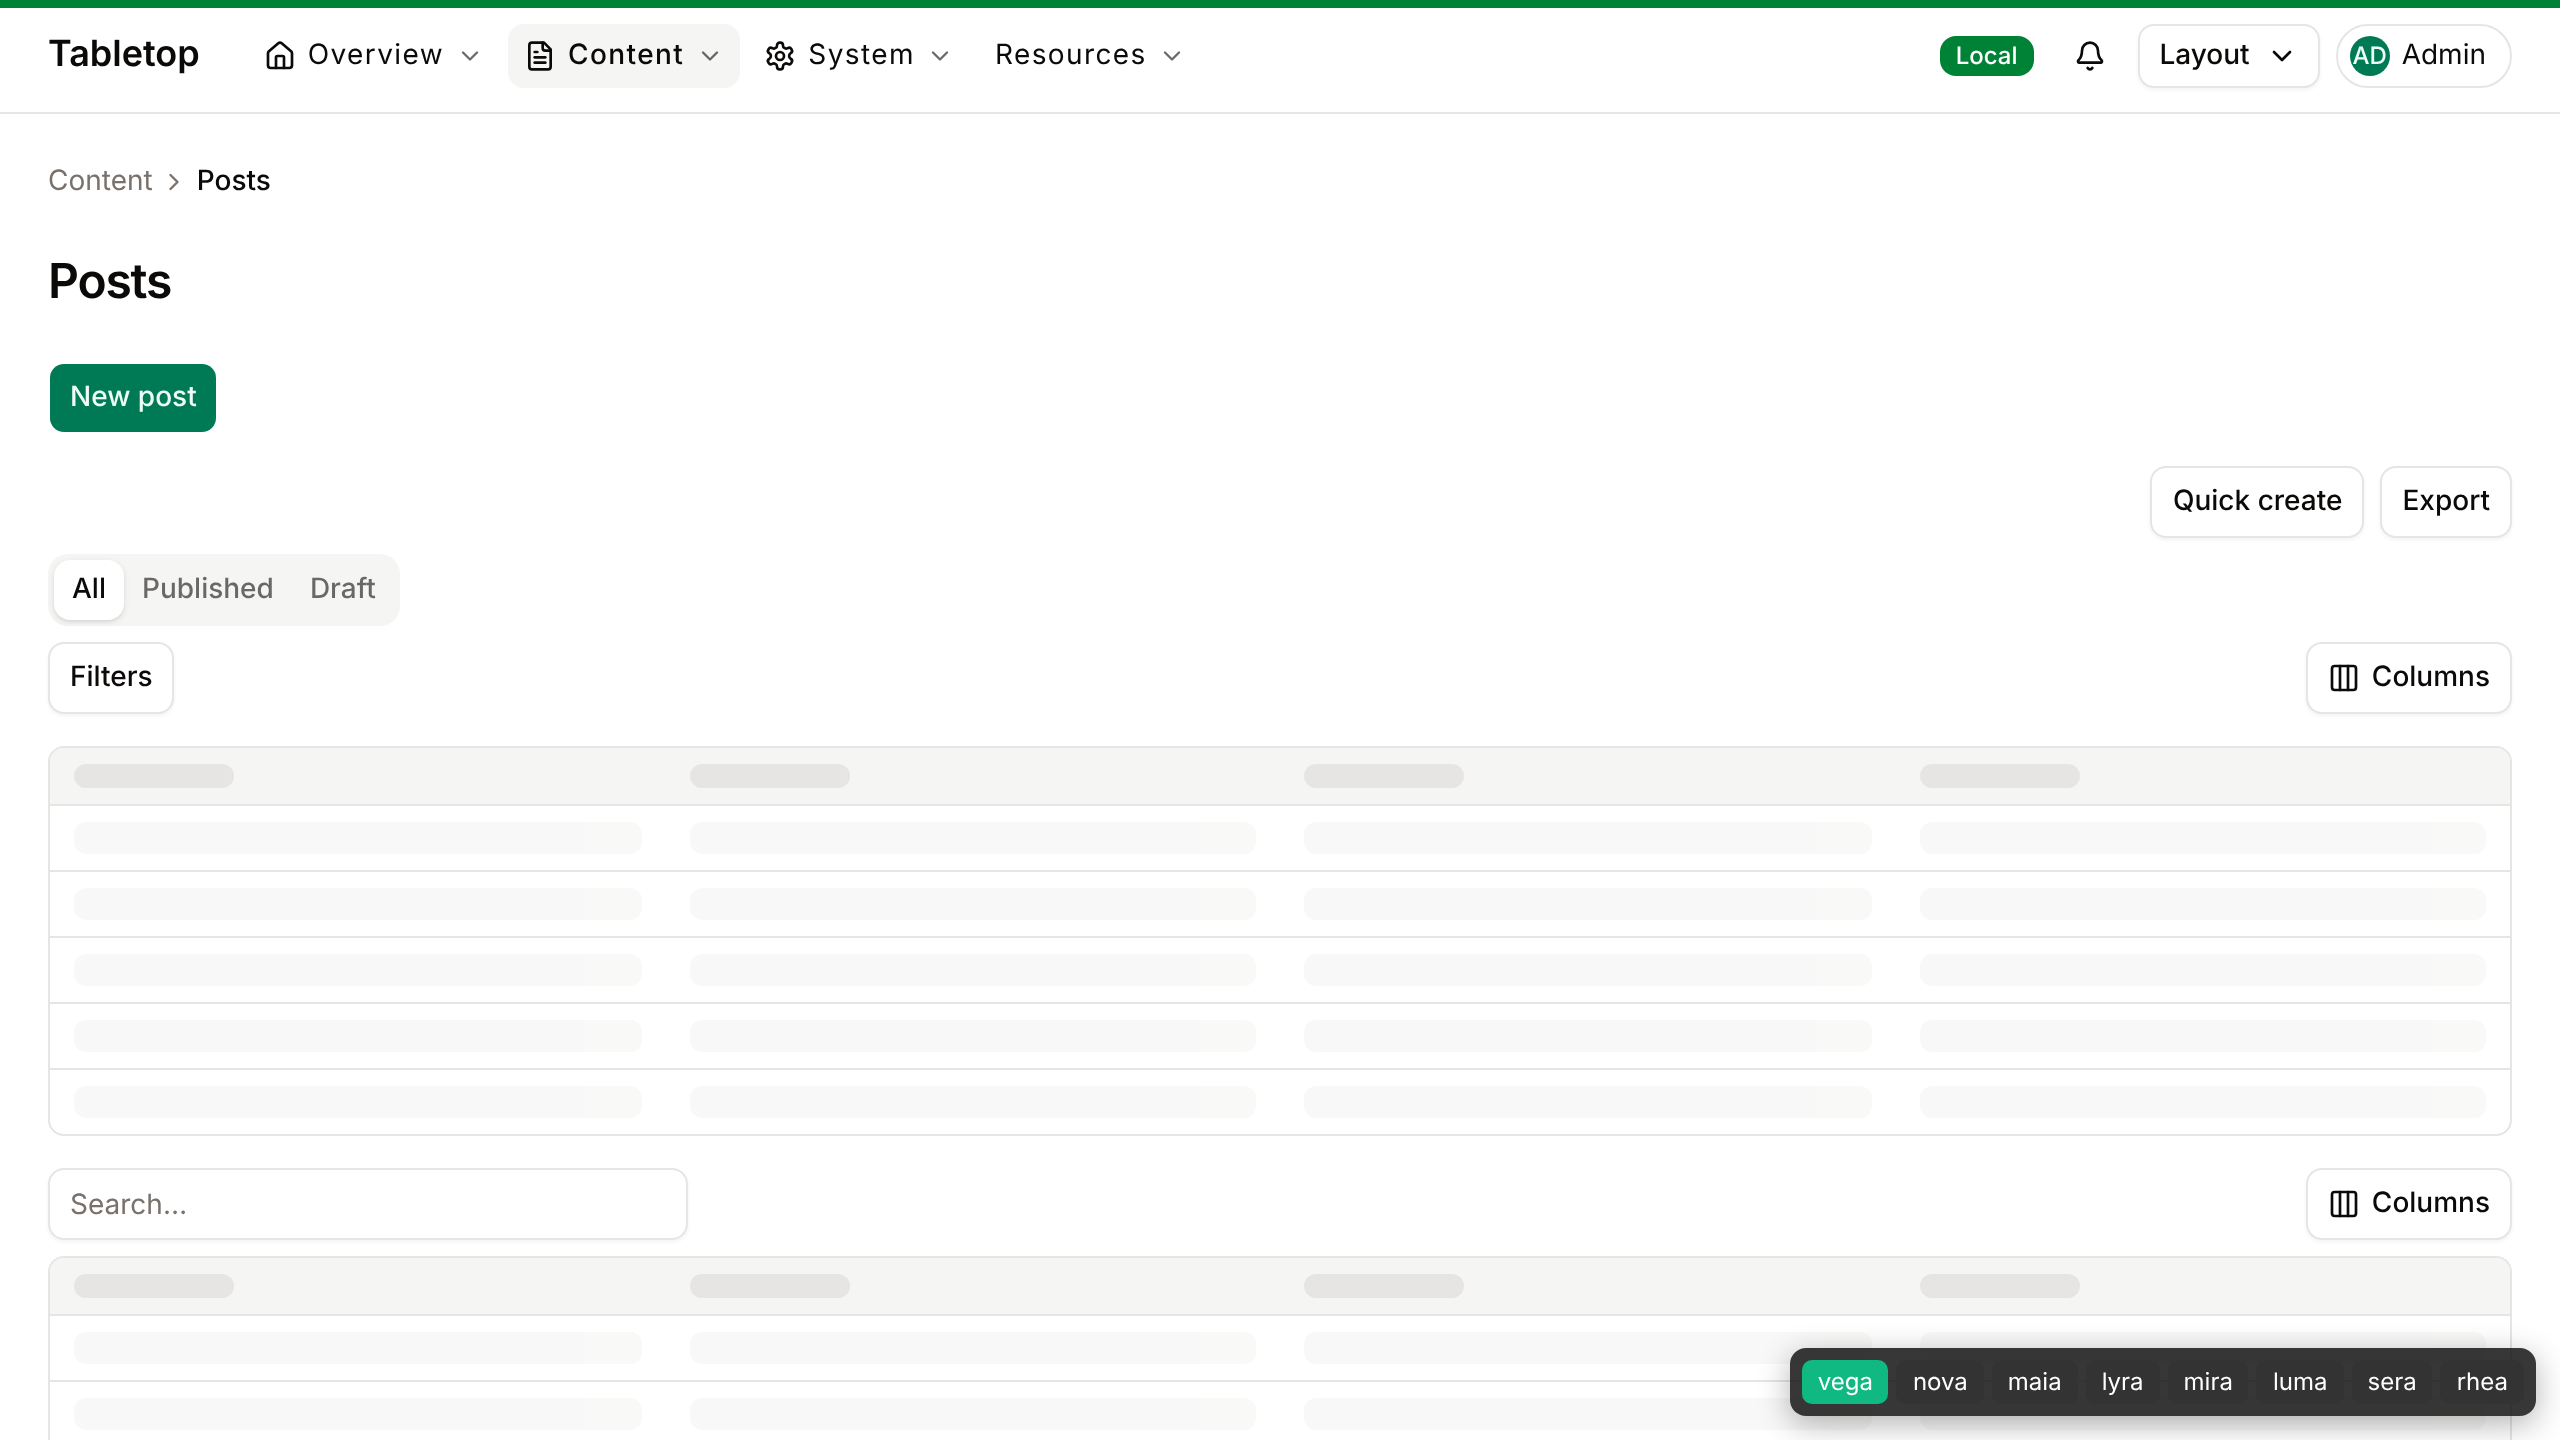 Tabletop Overview Content System Resources Local Layout AD Admin
Content Posts
Posts
New post
Quick create Export
All Published Draft
Filters Columns
Search... Columns
vega nova maia lyra mira luma sera rhea